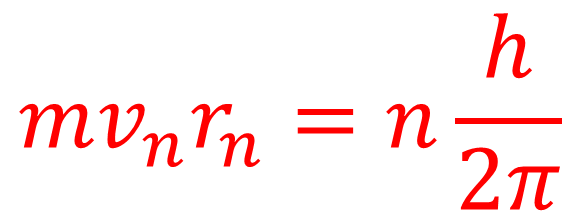 mvₙrₙ = n h/2π